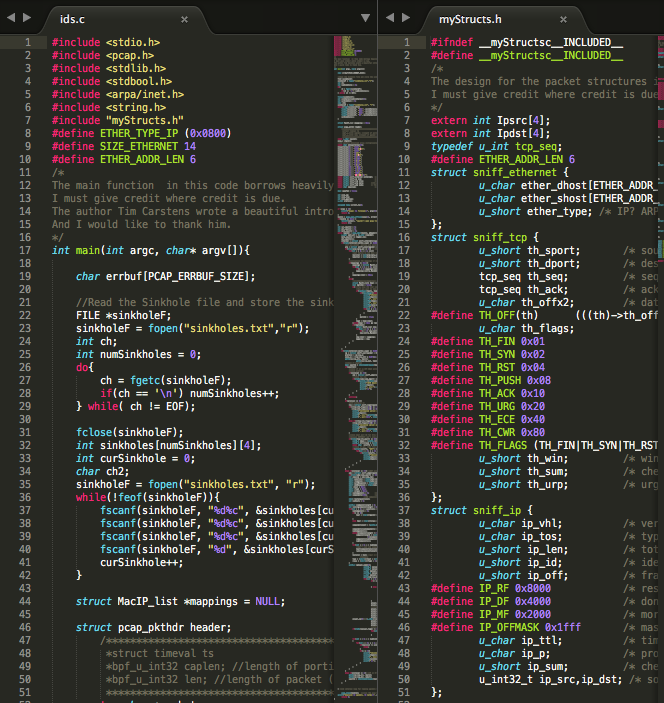 ids.c
1 #include <stdio.h>
2 #include <pcap.h>
3 #include <stdlib.h>
4 #include <stdbool.h>
5 #include <arpa/inet.h>
6 #include <string.h>
7 #include "myStructs.h"
8 #define ETHER_TYPE_IP (0x0800)
9 #define SIZE_ETHERNET 14
10 #define ETHER_ADDR_LEN 6
11 /*
12 The main function  in this code borrows heavily
13 I must give credit where credit is due.
14 The author Tim Carstens wrote a beautiful intro
15 And I would like to thank him.
16 */
17 int main(int argc, char* argv[]){
18
19 char errbuf[PCAP_ERRBUF_SIZE];
20
21 //Read the Sinkhole file and store the sink
22 FILE *sinkholeF;
23 sinkholeF = fopen("sinkholes.txt","r");
24 int ch;
25 int numSinkholes = 0;
26 do{
27 ch = fgetc(sinkholeF);
28 if(ch == '\n') numSinkholes++;
29 } while( ch != EOF);
30
31 fclose(sinkholeF);
32 int sinkholes[numSinkholes][4];
33 int curSinkhole = 0;
34 char ch2;
35 sinkholeF = fopen("sinkholes.txt", "r");
36 while(!feof(sinkholeF)){
37 fscanf(sinkholeF, "%d%c", &sinkholes[cu
38 fscanf(sinkholeF, "%d%c", &sinkholes[cu
39 fscanf(sinkholeF, "%d%c", &sinkholes[cu
40 fscanf(sinkholeF, "%d", &sinkholes[curS
41 curSinkhole++;
42 }
43
44 struct MacIP_list *mappings = NULL;
45
46 struct pcap_pkthdr header;
47 /***********************************
48 *struct timeval ts
49 *bpf_u_int32 caplen; //length of porti
50 *bpf_u_int32 len; //length of packet (
51 ***********************************
myStructs.h
1 #ifndef __myStructsc__INCLUDED__
2 #define __myStructsc__INCLUDED__
3 /*
4 The design for the packet structures i
5 I must give credit where credit is due
6 */
7 extern int Ipsrc[4];
8 extern int Ipdst[4];
9 typedef u_int tcp_seq;
10 #define ETHER_ADDR_LEN 6
11 struct sniff_ethernet {
12 u_char ether_dhost[ETHER_ADDR_
13 u_char ether_shost[ETHER_ADDR_
14 u_short ether_type; /* IP? ARP
15 };
16 struct sniff_tcp {
17 u_short th_sport; /* sou
18 u_short th_dport; /* des
19 tcp_seq th_seq; /* seq
20 tcp_seq th_ack; /* ack
21 u_char th_offx2; /* dat
22 #define TH_OFF(th) (((th)->th_off
23 u_char th_flags;
24 #define TH_FIN 0x01
25 #define TH_SYN 0x02
26 #define TH_RST 0x04
27 #define TH_PUSH 0x08
28 #define TH_ACK 0x10
29 #define TH_URG 0x20
30 #define TH_ECE 0x40
31 #define TH_CWR 0x80
32 #define TH_FLAGS (TH_FIN|TH_SYN|TH_RST
33 u_short th_win; /* win
34 u_short th_sum; /* che
35 u_short th_urp; /* urg
36 };
37 struct sniff_ip {
38 u_char ip_vhl; /* ver
39 u_char ip_tos; /* typ
40 u_short ip_len; /* tot
41 u_short ip_id; /* ide
42 u_short ip_off; /* fra
43 #define IP_RF 0x8000 /* res
44 #define IP_DF 0x4000 /* don
45 #define IP_MF 0x2000 /* mor
46 #define IP_OFFMASK 0x1fff /* mas
47 u_char ip_ttl; /* tim
48 u_char ip_p; /* pro
49 u_short ip_sum; /* che
50 u_int32_t ip_src,ip_dst; /* so
51 };